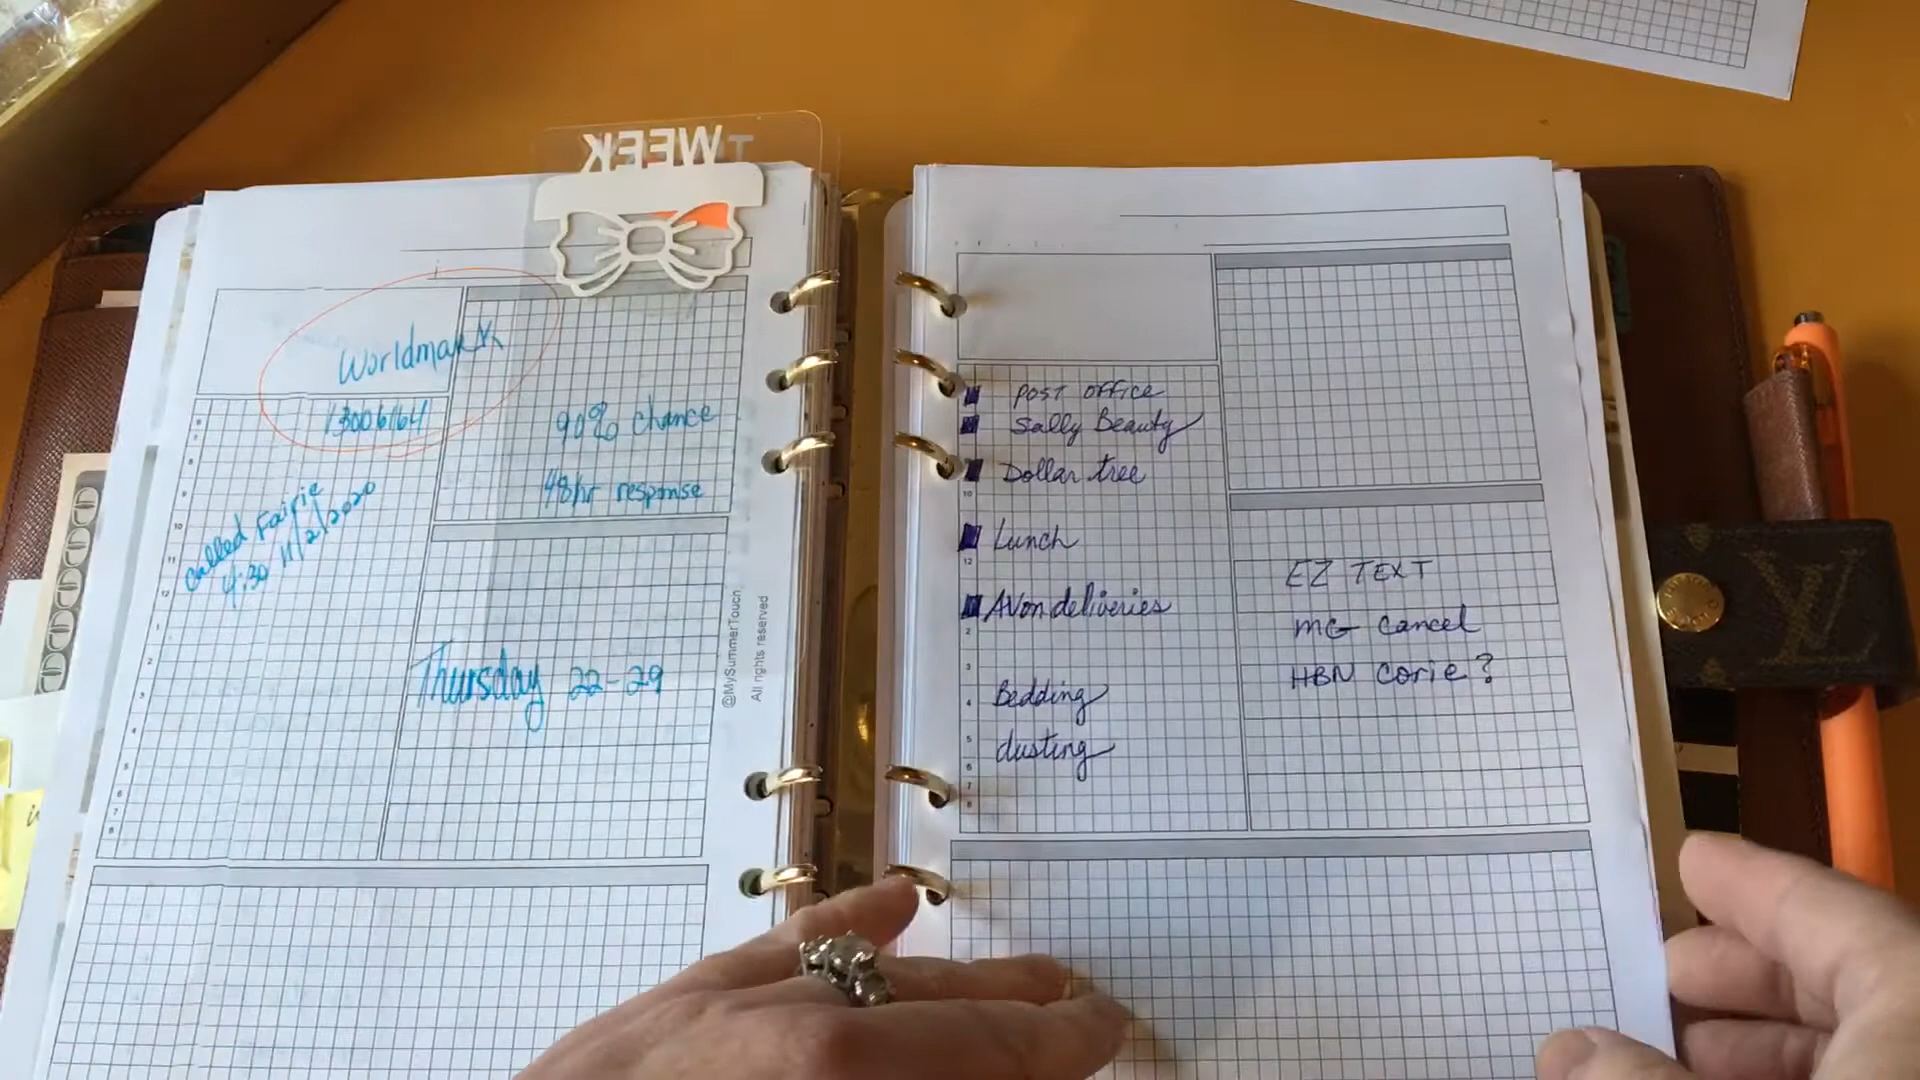 WEEK
Worldmark
13006164
90% chance
48hr response
called Fairie
4:30 11/2/2020
Thursday 22-29
@MySummerTouch
All rights reserved
POST OFFICE
Sally Beauty
Dollar tree
Lunch
AVon deliveries
Bedding
dusting
EZ TEXT
MG cancel
HBN Corie ?
LV